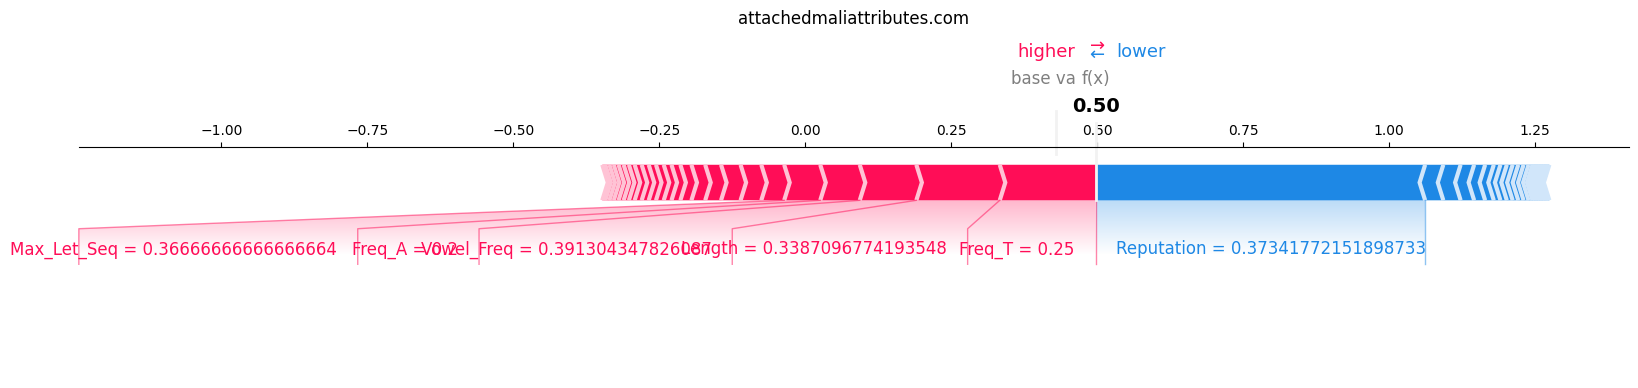 attachedmaliattributes.com
higher → ← lower
base va f(x)
0.50
−1.00 −0.75 −0.50 −0.25 0.00 0.25 0.50 0.75 1.00 1.25
Max_Let_Seq = 0.36666666666666664 Freq_A = 0.2 Vowel_Freq = 0.391304347826087 Length = 0.3387096774193548 Freq_T = 0.25 Reputation = 0.37341772151898733